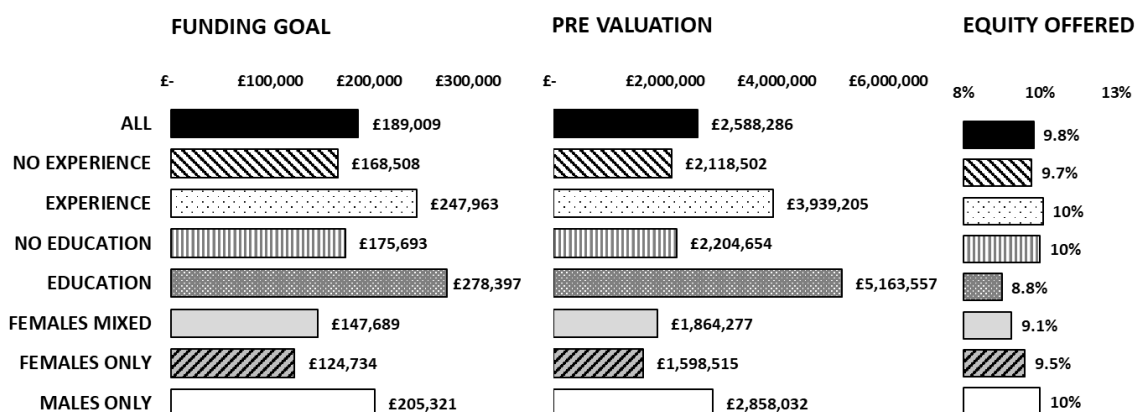 FUNDING GOAL PRE VALUATION EQUITY OFFERED
£- £100,000 £200,000 £300,000 £- £2,000,000 £4,000,000 £6,000,000 8% 10% 13%
ALL £189,009 £2,588,286 9.8%
NO EXPERIENCE £168,508 £2,118,502 9.7%
EXPERIENCE £247,963 £3,939,205 10%
NO EDUCATION £175,693 £2,204,654 10%
EDUCATION £278,397 £5,163,557 8.8%
FEMALES MIXED £147,689 £1,864,277 9.1%
FEMALES ONLY £124,734 £1,598,515 9.5%
MALES ONLY £205,321 £2,858,032 10%